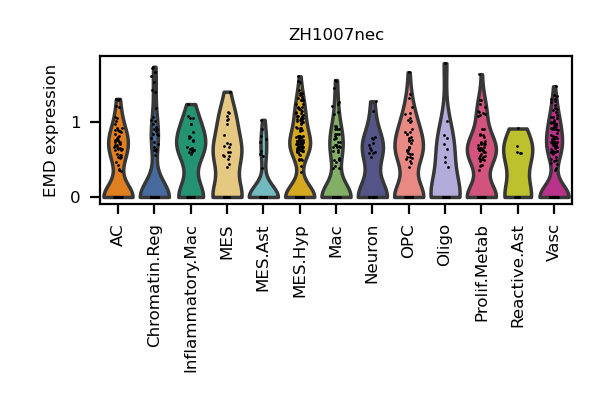 ZH1007nec
EMD expression
1
0
AC
Chromatin.Reg
Inflammatory.Mac
MES
MES.Ast
MES.Hyp
Mac
Neuron
OPC
Oligo
Prolif.Metab
Reactive.Ast
Vasc